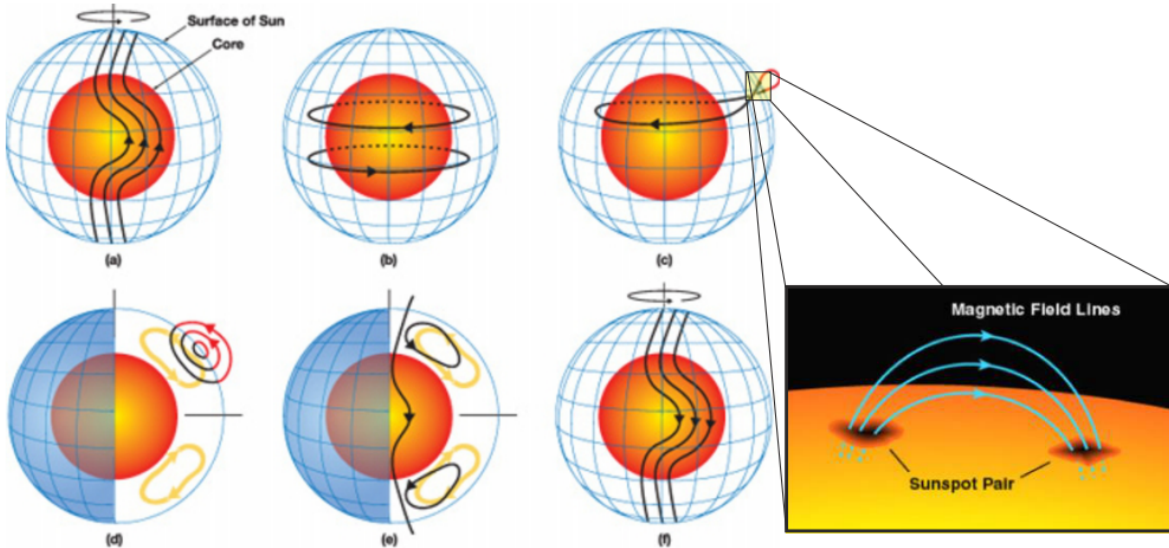 Surface of Sun
Core
(a)
(b)
(c)
(d)
(e)
(f)
Magnetic Field Lines
Sunspot Pair